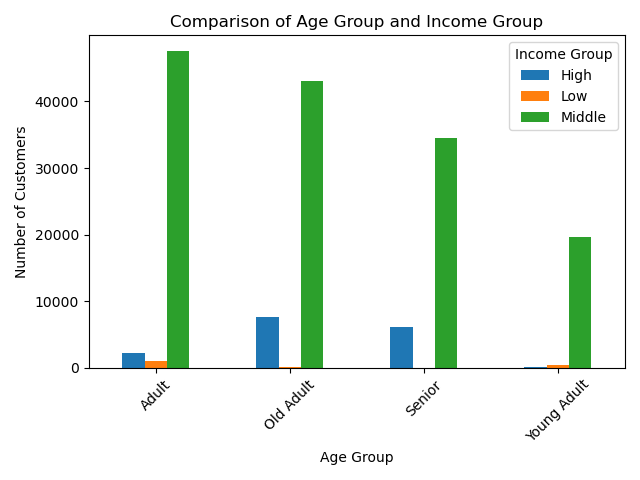 Comparison of Age Group and Income Group
Income Group
High
Low
Middle
Number of Customers
40000
30000
20000
10000
0
Adult
Old Adult
Senior
Young Adult
Age Group